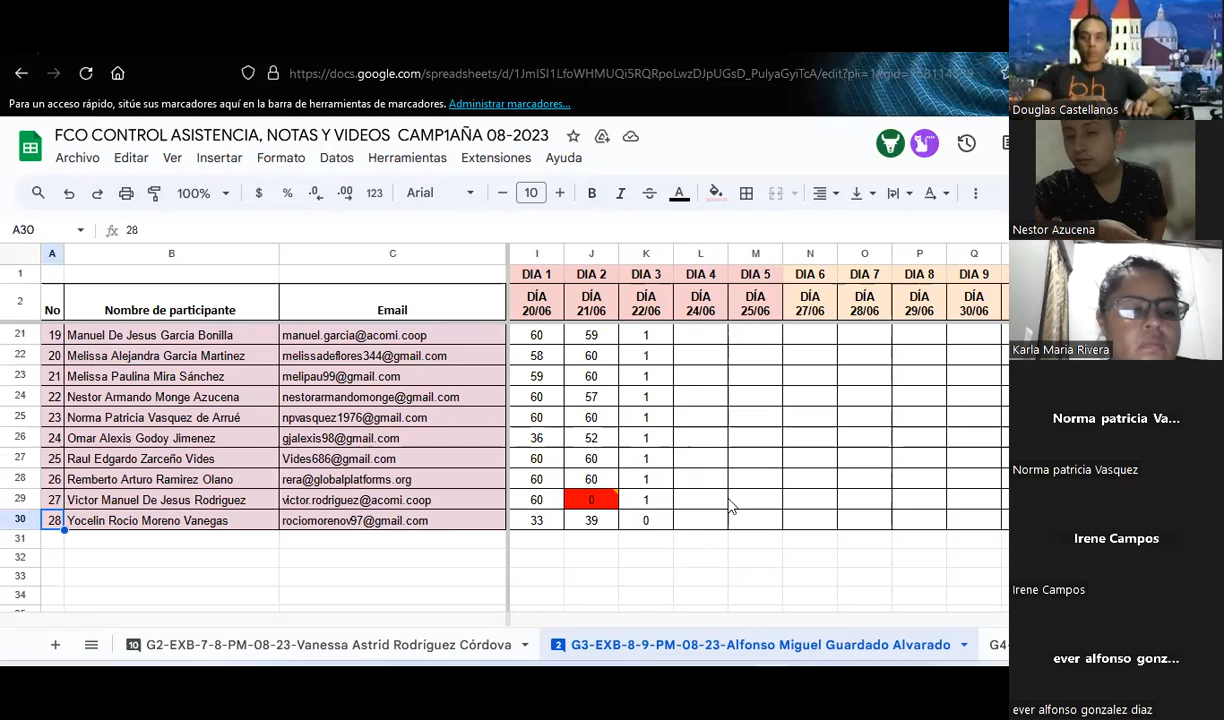 https://docs.google.com/spreadsheets/d/1JmISI1LfoWHMUQi5RQRpoLwzDJpUGsD_PulyaGyiTcA/edit?pli=1#gid=
Para un acceso rápido, sitúe sus marcadores aquí en la barra de herramientas de marcadores. Administrar marcadores...
FCO CONTROL ASISTENCIA, NOTAS Y VIDEOS CAMP1AÑA 08-2023
Archivo Editar Ver Insertar Formato Datos Herramientas Extensiones Ayuda
100% $ % .0 .00 123 Arial 10 B I A
A30 fx 28
A B C I J K L M N O P Q
1 DIA 1 DIA 2 DIA 3 DIA 4 DIA 5 DIA 6 DIA 7 DIA 8 DIA 9
2 No Nombre de participante Email DÍA 20/06 DÍA 21/06 DÍA 22/06 DÍA 24/06 DÍA 25/06 DÍA 27/06 DÍA 28/06 DÍA 29/06 DÍA 30/06
21 19 Manuel De Jesus Garcia Bonilla manuel.garcia@acomi.coop 60 59 1
22 20 Melissa Alejandra Garcia Martinez melissadeflores344@gmail.com 58 60 1
23 21 Melissa Paulina Mira Sánchez melipau99@gmail.com 59 60 1
24 22 Nestor Armando Monge Azucena nestorarmandomonge@gmail.com 60 57 1
25 23 Norma Patricia Vasquez de Arrué npvasquez1976@gmail.com 60 60 1
26 24 Omar Alexis Godoy Jimenez gjalexis98@gmail.com 36 52 1
27 25 Raul Edgardo Zarceño Vides Vides686@gmail.com 60 60 1
28 26 Remberto Arturo Ramirez Olano rera@globalplatforms.org 60 60 1
29 27 Victor Manuel De Jesus Rodriguez victor.rodriguez@acomi.coop 60 0 1
30 28 Yocelin Rocio Moreno Vanegas rociomorenov97@gmail.com 33 39 0
31
32
33
34
10 G2-EXB-7-8-PM-08-23-Vanessa Astrid Rodríguez Córdova 2 G3-EXB-8-9-PM-08-23-Alfonso Miguel Guardado Alvarado G4-
bh
Douglas Castellanos
Nestor Azucena
Karla Maria Rivera
Norma patricia Va...
Norma patricia Vasquez
Irene Campos
Irene Campos
ever alfonso gonz...
ever alfonso gonzalez diaz